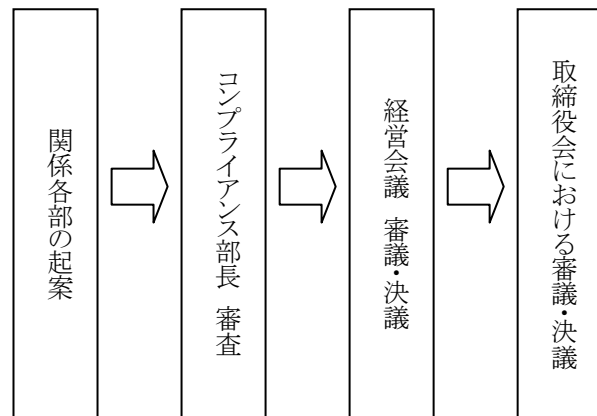 関係各部の起案
コンプライアンス部長 審査
経営会議 審議・決議
取締役会における審議・決議